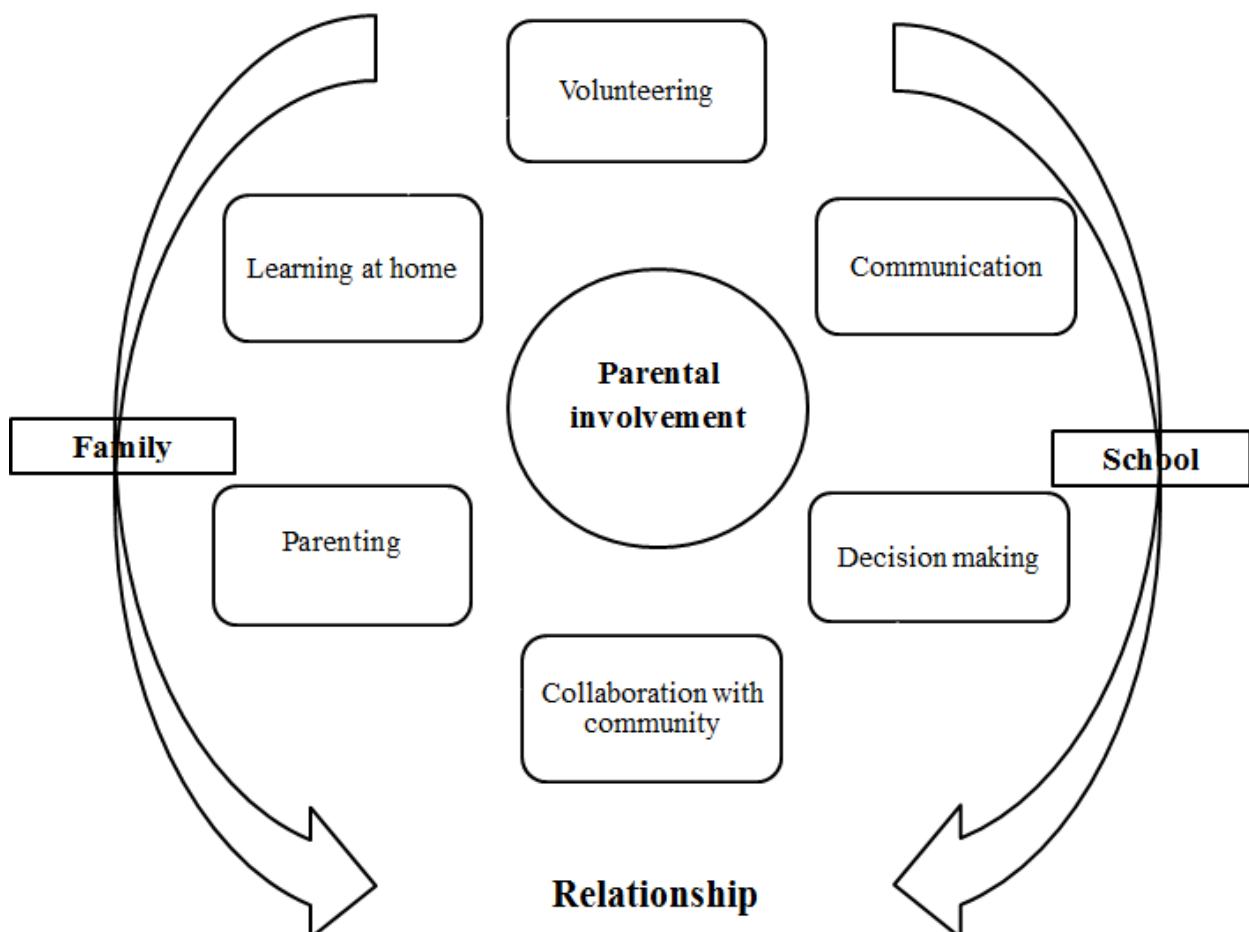 Volunteering
Learning at home
Communication
Parental
involvement
Family
School
Parenting
Decision making
Collaboration with
community
Relationship